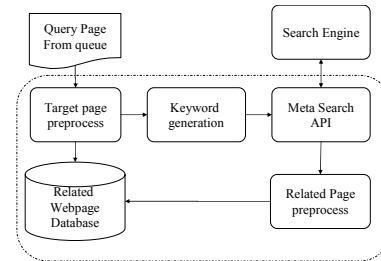 Query Page
From queue
Search Engine
Target page
preprocess
Keyword
generation
Meta Search
API
Related
Webpage
Database
Related Page
preprocess